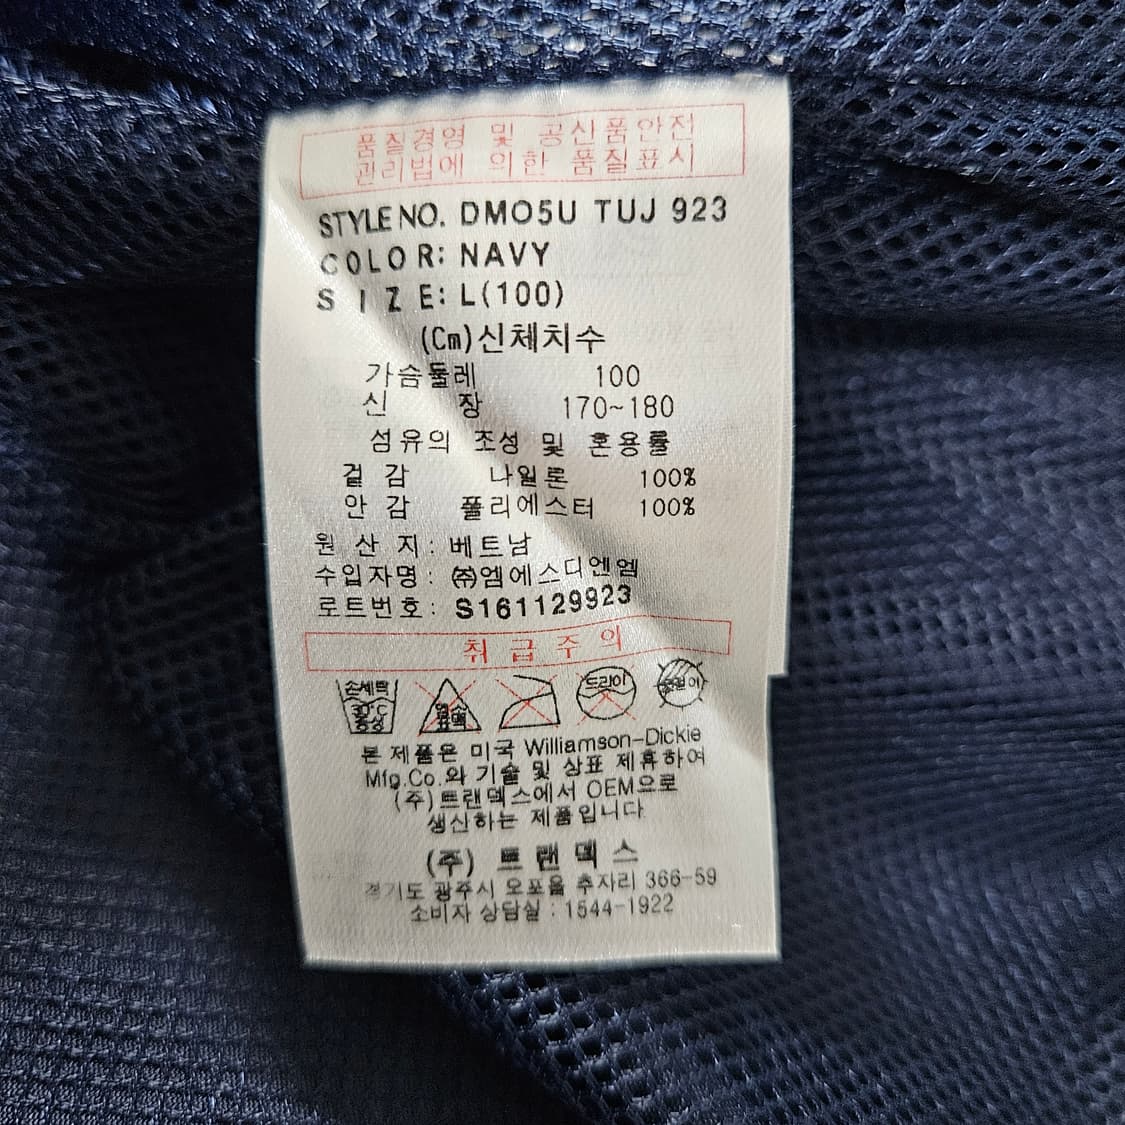 품질경영 및 공산품안전
관리법에 의한 품질표시
STYLE NO. DMO5U TUJ 923
COLOR: NAVY
SIZE: L(100)
(Cm)신체치수
가슴둘레 100
신 장 170~180
섬유의 조성 및 혼용률
겉 감 나일론 100%
안 감 폴리에스터 100%
원 산 지 : 베트남
수입자명 : ㈜엠에스디엔엠
로트번호 : S161129923
취 급 주 의
손세탁 염소 드라이
30°C 표백
중성
본 제품은 미국 Williamson-Dickie
Mfg.Co.와 기술 및 상표 제휴하여
(주)트랜덱스에서 OEM으로
생산하는 제품입니다
(주) 트랜덱스
경기도 광주시 오포읍 추자리 366-59
소비자 상담실 : 1544-1922